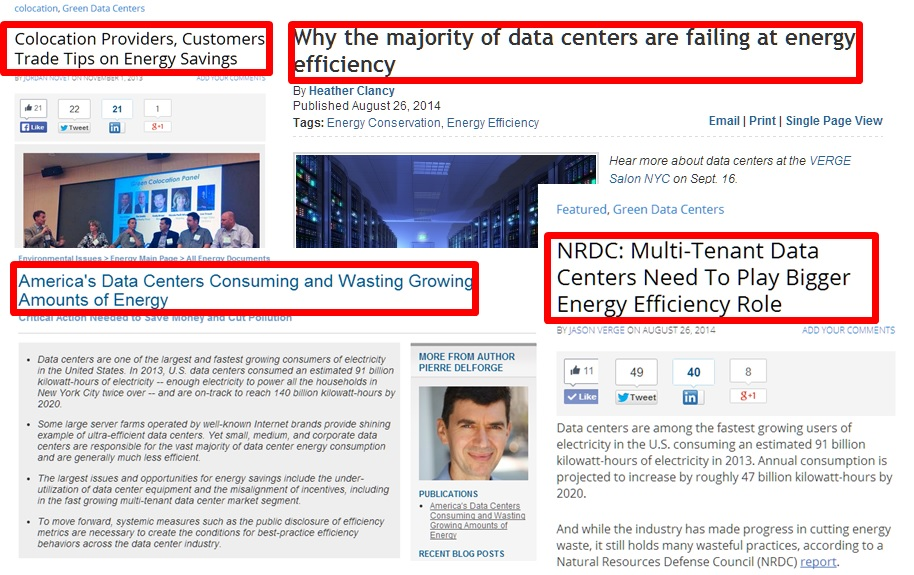 colocation, Green Data Centers
Colocation Providers, Customers
Trade Tips on Energy Savings
BY JORDAN NOVET ON NOVEMBER 1, 2013
ADD YOUR COMMENTS
21
22
21
1
Like
Tweet
in
g+1
Green Colocation Panel
Why the majority of data centers are failing at energy
efficiency
By Heather Clancy
Published August 26, 2014
Tags: Energy Conservation, Energy Efficiency
Email | Print | Single Page View
Hear more about data centers at the VERGE
Salon NYC on Sept. 16.
Environmental Issues > Energy Main Page > All Energy Documents
America's Data Centers Consuming and Wasting Growing
Amounts of Energy
Critical Action Needed to Save Money and Cut Pollution
• Data centers are one of the largest and fastest growing consumers of electricity
in the United States. In 2013, U.S. data centers consumed an estimated 91 billion
kilowatt-hours of electricity -- enough electricity to power all the households in
New York City twice over -- and are on-track to reach 140 billion kilowatt-hours by
2020.
• Some large server farms operated by well-known Internet brands provide shining
example of ultra-efficient data centers. Yet small, medium, and corporate data
centers are responsible for the vast majority of data center energy consumption
and are generally much less efficient.
• The largest issues and opportunities for energy savings include the under-
utilization of data center equipment and the misalignment of incentives, including
in the fast growing multi-tenant data center market segment.
• To move forward, systemic measures such as the public disclosure of efficiency
metrics are necessary to create the conditions for best-practice efficiency
behaviors across the data center industry.
MORE FROM AUTHOR
PIERRE DELFORGE
PUBLICATIONS
• America's Data Centers
Consuming and Wasting
Growing Amounts of
Energy
RECENT BLOG POSTS
Featured, Green Data Centers
NRDC: Multi-Tenant Data
Centers Need To Play Bigger
Energy Efficiency Role
BY JASON VERGE ON AUGUST 26, 2014
ADD YOUR COMMENTS
11
49
40
8
Like
Tweet
in
g+1
Data centers are among the fastest growing users of
electricity in the U.S. consuming an estimated 91 billion
kilowatt-hours of electricity in 2013. Annual consumption is
projected to increase by roughly 47 billion kilowatt-hours by
2020.
And while the industry has made progress in cutting energy
waste, it still holds many wasteful practices, according to a
Natural Resources Defense Council (NRDC) report.